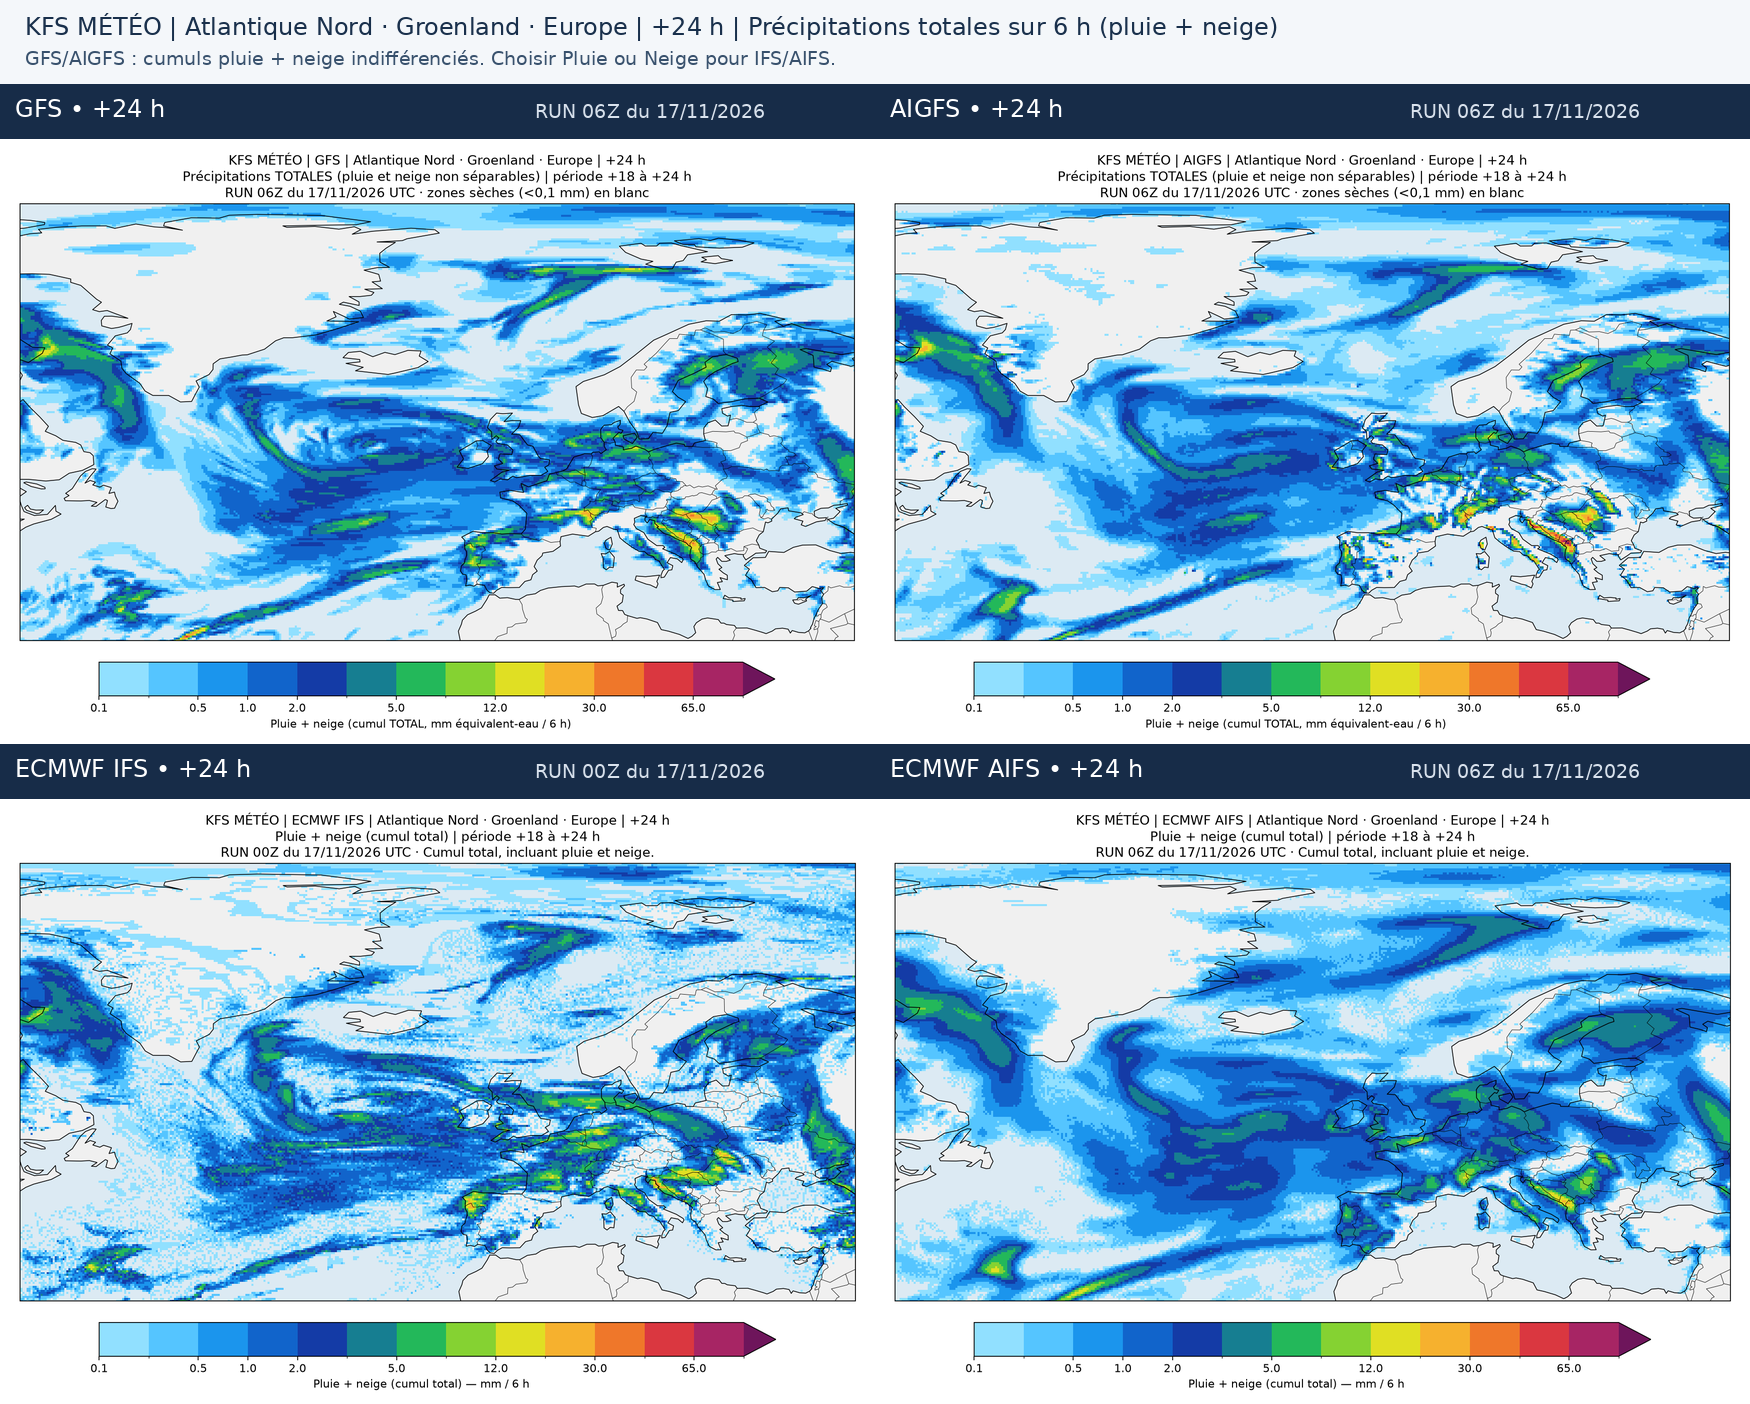 KFS MÉTÉO | Atlantique Nord · Groenland · Europe | +24 h | Précipitations totales sur 6 h (pluie + neige)
GFS/AIGFS : cumuls pluie + neige indifférenciés. Choisir Pluie ou Neige pour IFS/AIFS.
GFS • +24 h
RUN 06Z du 17/11/2026
AIGFS • +24 h
RUN 06Z du 17/11/2026
KFS MÉTÉO | GFS | Atlantique Nord · Groenland · Europe | +24 h
Précipitations TOTALES (pluie et neige non séparables) | période +18 à +24 h
RUN 06Z du 17/11/2026 UTC · zones sèches (<0,1 mm) en blanc
KFS MÉTÉO | AIGFS | Atlantique Nord · Groenland · Europe | +24 h
Précipitations TOTALES (pluie et neige non séparables) | période +18 à +24 h
RUN 06Z du 17/11/2026 UTC · zones sèches (<0,1 mm) en blanc
0.1 0.5 1.0 2.0 5.0 12.0 30.0 65.0
Pluie + neige (cumul TOTAL, mm équivalent-eau / 6 h)
0.1 0.5 1.0 2.0 5.0 12.0 30.0 65.0
Pluie + neige (cumul TOTAL, mm équivalent-eau / 6 h)
ECMWF IFS • +24 h
RUN 00Z du 17/11/2026
ECMWF AIFS • +24 h
RUN 06Z du 17/11/2026
KFS MÉTÉO | ECMWF IFS | Atlantique Nord · Groenland · Europe | +24 h
Pluie + neige (cumul total) | période +18 à +24 h
RUN 00Z du 17/11/2026 UTC · Cumul total, incluant pluie et neige.
KFS MÉTÉO | ECMWF AIFS | Atlantique Nord · Groenland · Europe | +24 h
Pluie + neige (cumul total) | période +18 à +24 h
RUN 06Z du 17/11/2026 UTC · Cumul total, incluant pluie et neige.
0.1 0.5 1.0 2.0 5.0 12.0 30.0 65.0
Pluie + neige (cumul total) — mm / 6 h
0.1 0.5 1.0 2.0 5.0 12.0 30.0 65.0
Pluie + neige (cumul total) — mm / 6 h